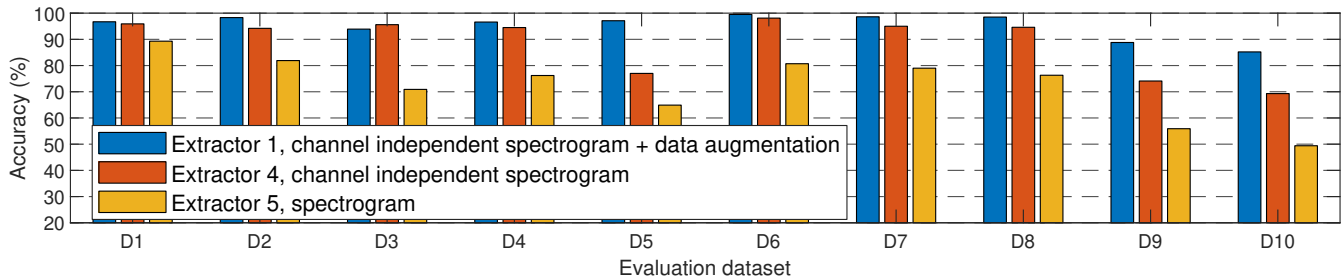 100
90
80
70
60
50
40
30
20
Accuracy (%)
Extractor 1, channel independent spectrogram + data augmentation
Extractor 4, channel independent spectrogram
Extractor 5, spectrogram
D1 D2 D3 D4 D5 D6 D7 D8 D9 D10
Evaluation dataset